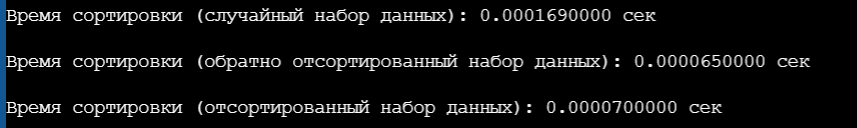 Время сортировки (случайный набор данных): 0.0001690000 сек
Время сортировки (обратно отсортированный набор данных): 0.0000650000 сек
Время сортировки (отсортированный набор данных): 0.0000700000 сек